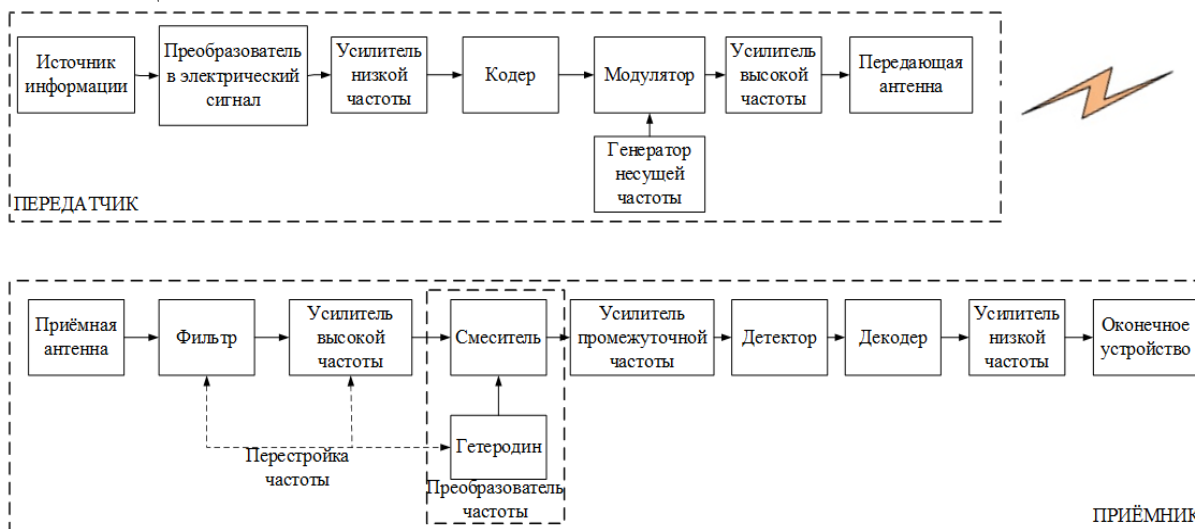 Источник
информации
Преобразователь
в электрический
сигнал
Усилитель
низкой
частоты
Кодер
Модулятор
Усилитель
высокой
частоты
Передающая
антенна
Генератор
несущей
частоты
ПЕРЕДАТЧИК
Приёмная
антенна
Фильтр
Усилитель
высокой
частоты
Смеситель
Усилитель
промежуточной
частоты
Детектор
Декодер
Усилитель
низкой
частоты
Оконечное
устройство
Перестройка
частоты
Гетеродин
Преобразователь
частоты
ПРИЁМНИК